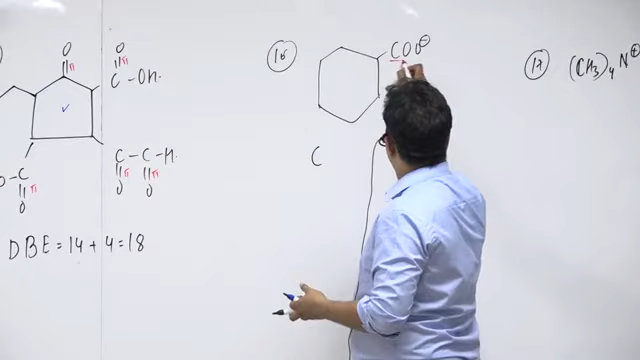 O
||π
O
||π
C-OH
✓
C-C-H
||π ||π
O O
O-C
||π
O
DBE = 14 + 4 = 18
16
COO⊖
C
17
(CH3)4 N⊕